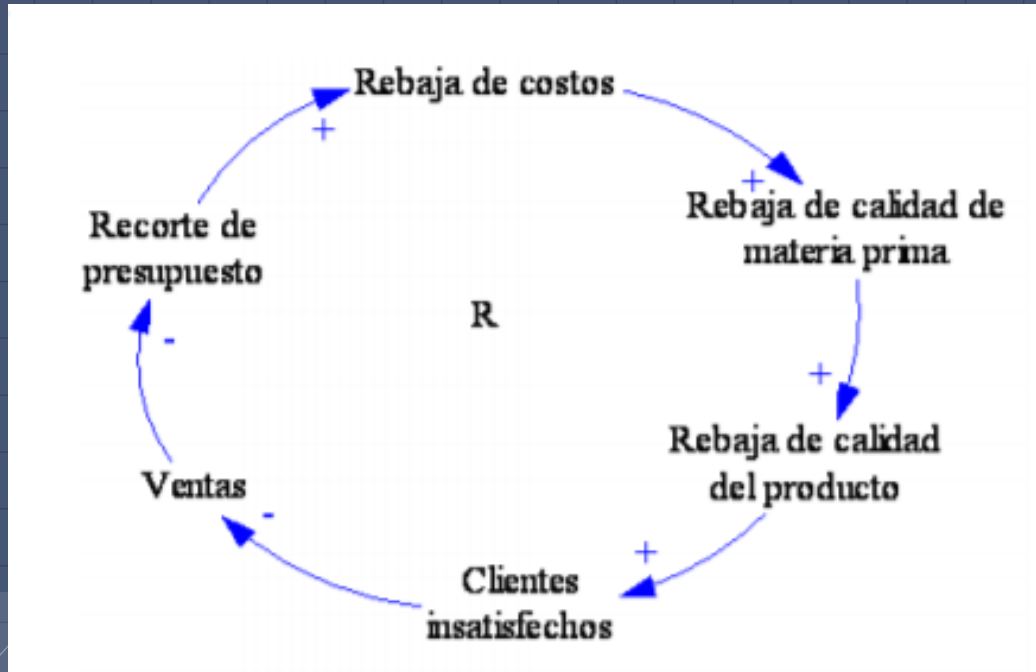 Rebaja de costos
+
+
Rebaja de calidad de
materia prima
Recorte de
presupuesto
R
-
+
Rebaja de calidad
del producto
Ventas
-
+
Clientes
insatisfechos